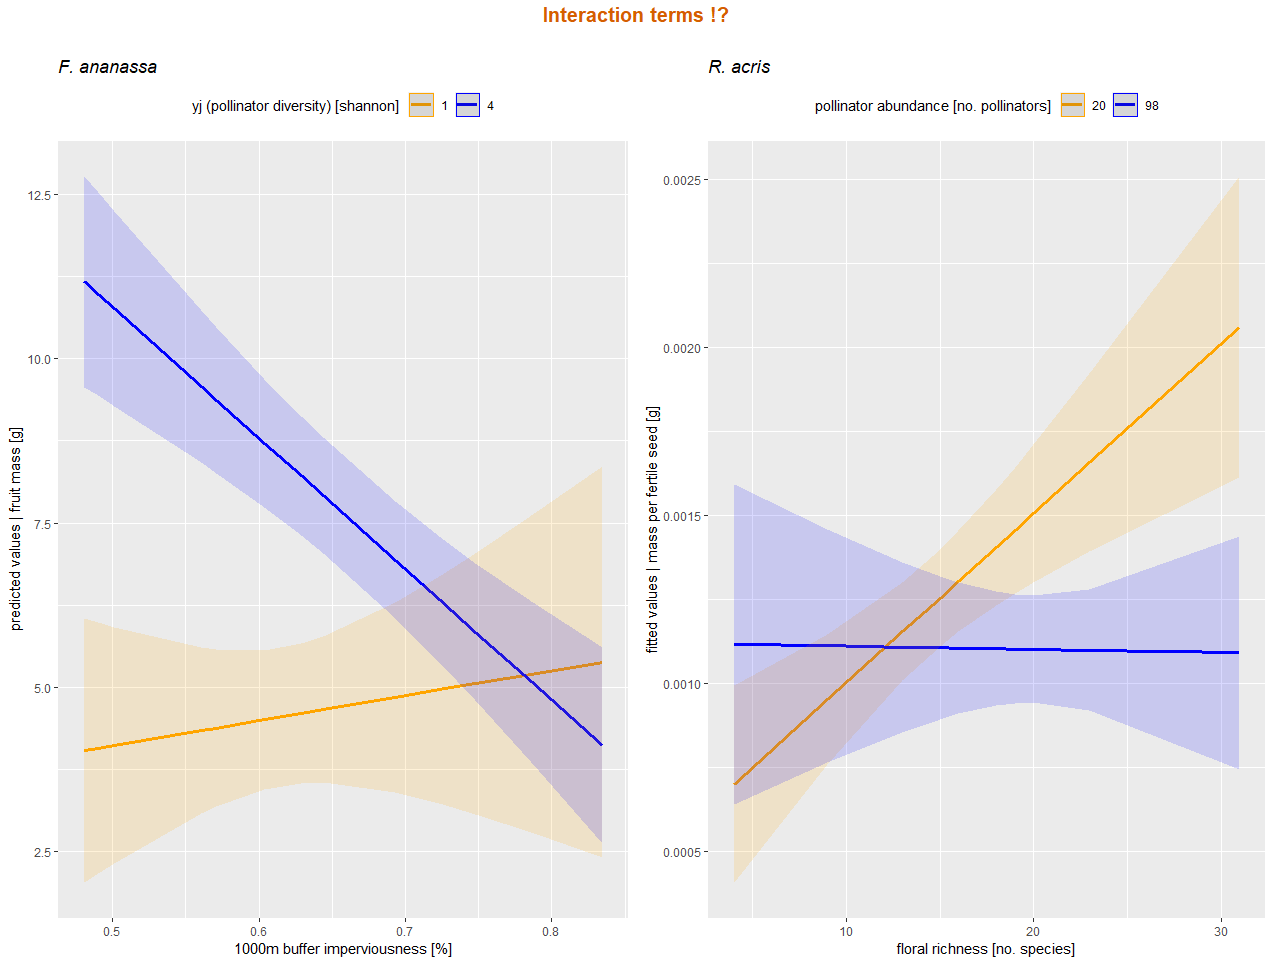 Interaction terms !?
F. ananassa
yj (pollinator diversity) [shannon] 1 4
predicted values | fruit mass [g]
12.5
10.0
7.5
5.0
2.5
0.5 0.6 0.7 0.8
1000m buffer imperviousness [%]
R. acris
pollinator abundance [no. pollinators] 20 98
fitted values | mass per fertile seed [g]
0.0025
0.0020
0.0015
0.0010
0.0005
10 20 30
floral richness [no. species]